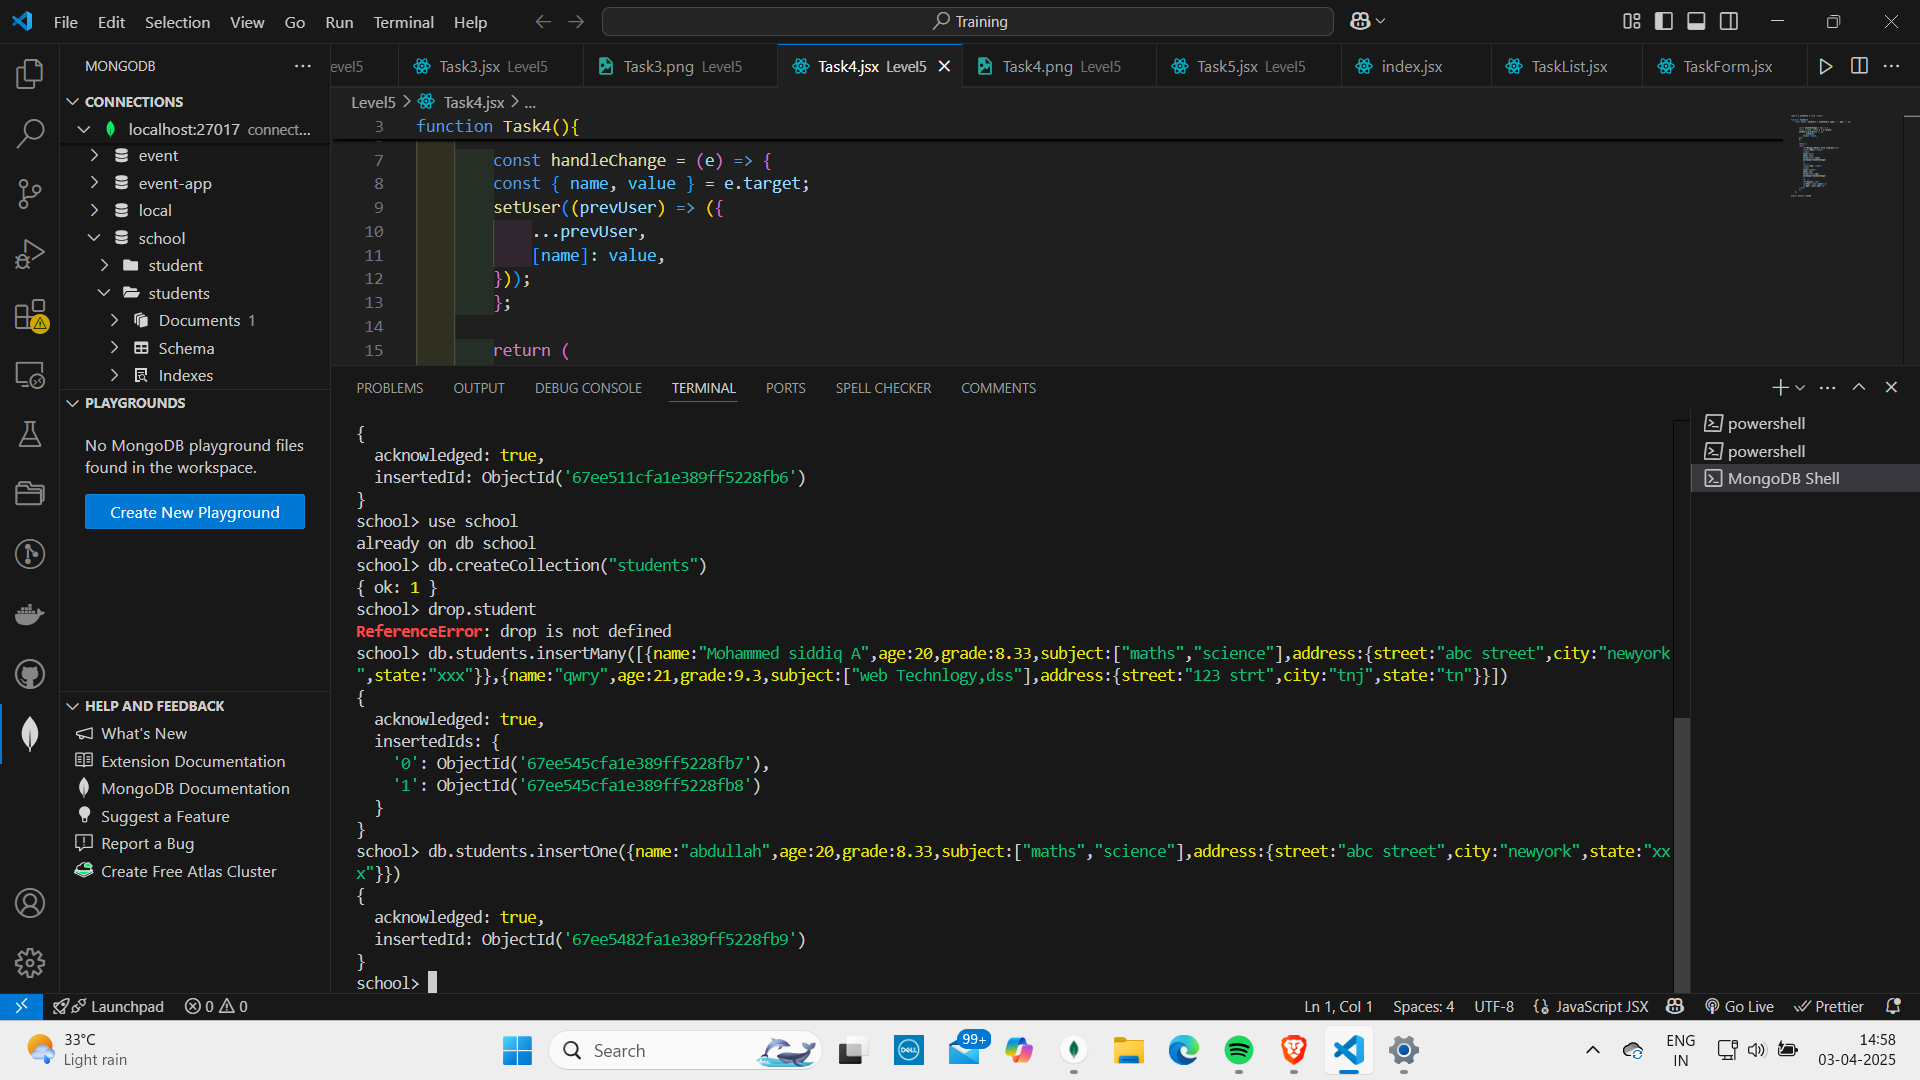 File Edit Selection View Go Run Terminal Help
Training
MONGODB
CONNECTIONS
localhost:27017 connect...
event
event-app
local
school
student
students
Documents 1
Schema
Indexes
PLAYGROUNDS
No MongoDB playground files
found in the workspace.
Create New Playground
HELP AND FEEDBACK
What's New
Extension Documentation
MongoDB Documentation
Suggest a Feature
Report a Bug
Create Free Atlas Cluster
evel5 Task3.jsx Level5 Task3.png Level5 Task4.jsx Level5 Task4.png Level5 Task5.jsx Level5 index.jsx TaskList.jsx TaskForm.jsx
Level5 > Task4.jsx > ...
3 function Task4(){
7 const handleChange = (e) => {
8 const { name, value } = e.target;
9 setUser((prevUser) => ({
10 ...prevUser,
11 [name]: value,
12 }));
13 };
14
15 return (
PROBLEMS OUTPUT DEBUG CONSOLE TERMINAL PORTS SPELL CHECKER COMMENTS
{
acknowledged: true,
insertedId: ObjectId('67ee511cfa1e389ff5228fb6')
}
school> use school
already on db school
school> db.createCollection("students")
{ ok: 1 }
school> drop.student
ReferenceError: drop is not defined
school> db.students.insertMany([{name:"Mohammed siddiq A",age:20,grade:8.33,subject:["maths","science"],address:{street:"abc street",city:"newyork
",state:"xxx"}},{name:"qwry",age:21,grade:9.3,subject:["web Technlogy,dss"],address:{street:"123 strt",city:"tnj",state:"tn"}}])
{
acknowledged: true,
insertedIds: {
'0': ObjectId('67ee545cfa1e389ff5228fb7'),
'1': ObjectId('67ee545cfa1e389ff5228fb8')
}
}
school> db.students.insertOne({name:"abdullah",age:20,grade:8.33,subject:["maths","science"],address:{street:"abc street",city:"newyork",state:"xx
x"}})
{
acknowledged: true,
insertedId: ObjectId('67ee5482fa1e389ff5228fb9')
}
school>
powershell
powershell
MongoDB Shell
Launchpad 0 0 Ln 1, Col 1 Spaces: 4 UTF-8 {} JavaScript JSX Go Live Prettier
33°C
Light rain
Search
DELL
99+
ENG
IN
14:58
03-04-2025